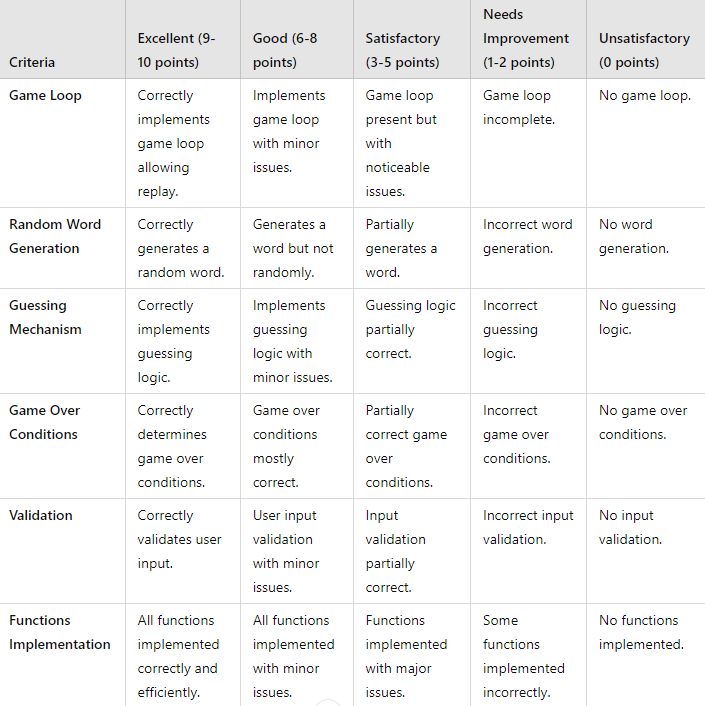 Criteria
Excellent (9-
10 points)
Good (6-8
points)
Satisfactory
(3-5 points)
Needs
Improvement
(1-2 points)
Unsatisfactory
(0 points)
Game Loop
Correctly
implements
game loop
allowing
replay.
Implements
game loop
with minor
issues.
Game loop
present but
with
noticeable
issues.
Game loop
incomplete.
No game loop.
Random Word
Generation
Correctly
generates a
random word.
Generates a
word but not
randomly.
Partially
generates a
word.
Incorrect word
generation.
No word
generation.
Guessing
Mechanism
Correctly
implements
guessing
logic.
Implements
guessing
logic with
minor issues.
Guessing logic
partially
correct.
Incorrect
guessing
logic.
No guessing
logic.
Game Over
Conditions
Correctly
determines
game over
conditions.
Game over
conditions
mostly
correct.
Partially
correct game
over
conditions.
Incorrect
game over
conditions.
No game over
conditions.
Validation
Correctly
validates user
input.
User input
validation
with minor
issues.
Input
validation
partially
correct.
Incorrect input
validation.
No input
validation.
Functions
Implementation
All functions
implemented
correctly and
efficiently.
All functions
implemented
with minor
issues.
Functions
implemented
with major
issues.
Some
functions
implemented
incorrectly.
No functions
implemented.